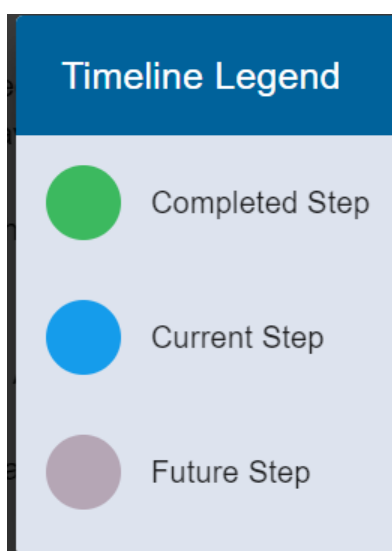 Timeline Legend
Completed Step
Current Step
Future Step